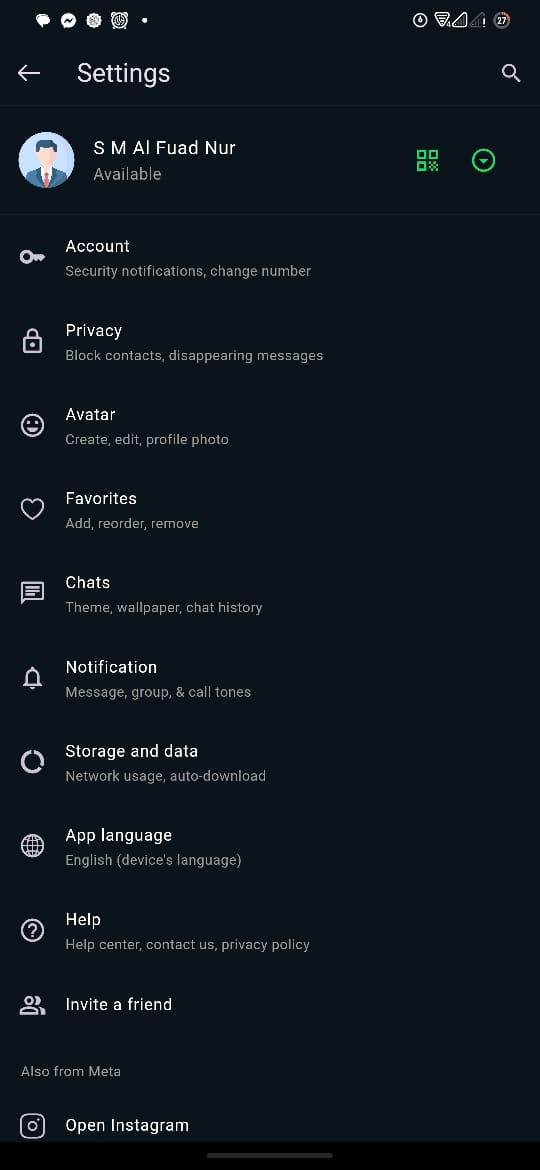 27
Settings
S M Al Fuad Nur
Available
Account
Security notifications, change number
Privacy
Block contacts, disappearing messages
Avatar
Create, edit, profile photo
Favorites
Add, reorder, remove
Chats
Theme, wallpaper, chat history
Notification
Message, group, & call tones
Storage and data
Network usage, auto-download
App language
English (device's language)
Help
Help center, contact us, privacy policy
Invite a friend
Also from Meta
Open Instagram